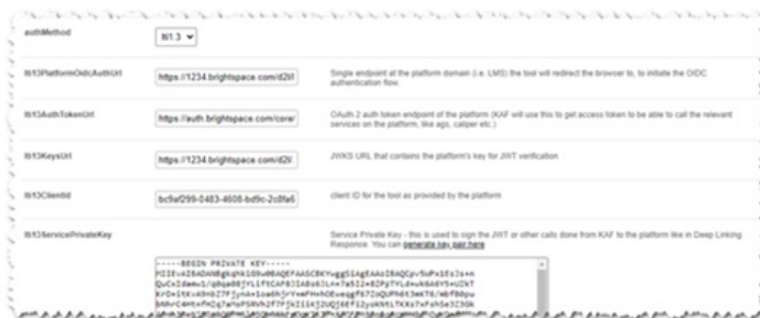 authMethod
lti1.3
lti13PlatformOidcAuthUrl
https://1234.brightspace.com/d2l/l
Single endpoint at the platform domain (i.e. LMS) the tool will redirect the browser to, to initiate the OIDC
authentication flow
lti13AuthTokenUrl
https://auth.brightspace.com/core/
OAuth 2 auth token endpoint of the platform (KAF will use this to get access token to be able to call the relevant
services on the platform, like ags, caliper etc.)
lti13KeysUrl
https://1234.brightspace.com/d2l/.
JWKS URL that contains the platform's key for JWT verification
lti13ClientId
bc9af299-0483-4608-bd9c-2c8fa6
client ID for the tool as provided by the platform
lti13ServicePrivateKey
Service Private Key - this is used to sign the JWT or other calls done from KAF to the platform like in Deep Linking
Response. You can generate key pair here
-----BEGIN PRIVATE KEY-----